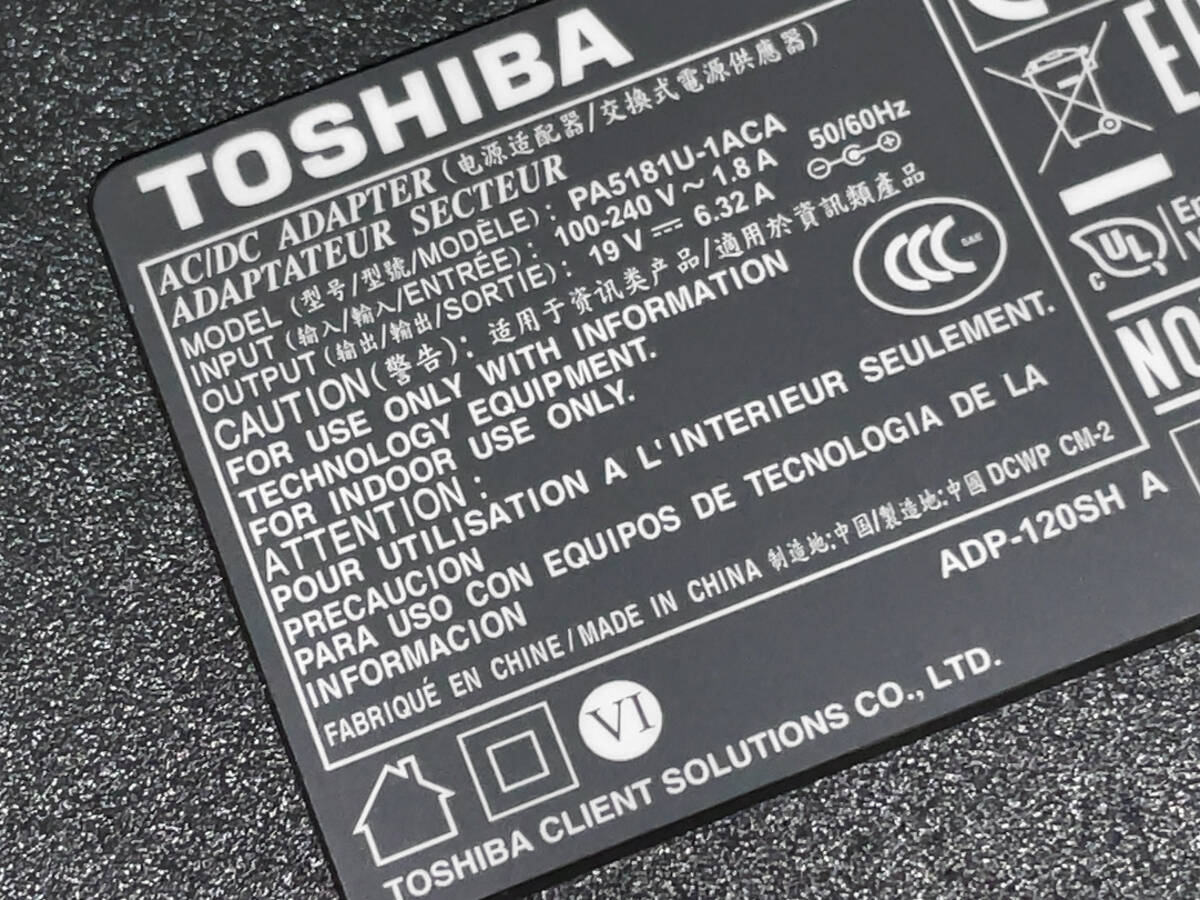 TOSHIBA
AC/DC ADAPTER (电源适配器/交換式電源供應器)
ADAPTATEUR SECTEUR
MODEL (型号/型號/MODÈLE): PA5181U-1ACA
INPUT (输入/輸入/ENTRÉE): 100-240 V~ 1.8 A 50/60Hz
OUTPUT (输出/輸出/SORTIE): 19 V⎓ 6.32 A
CAUTION(警告): 适用于资讯类产品/適用於資訊類產品
FOR USE ONLY WITH INFORMATION
TECHNOLOGY EQUIPMENT.
FOR INDOOR USE ONLY.
ATTENTION :
POUR UTILISATION A L'INTERIEUR SEULEMENT.
PRECAUCION
PARA USO CON EQUIPOS DE TECNOLOGIA DE LA
INFORMACION
FABRIQUÉ EN CHINE/MADE IN CHINA 制造地:中国/製造地:中國 DCWP CM-2
ADP-120SH A
VI
TOSHIBA CLIENT SOLUTIONS CO., LTD.
CCC
c UL
NO